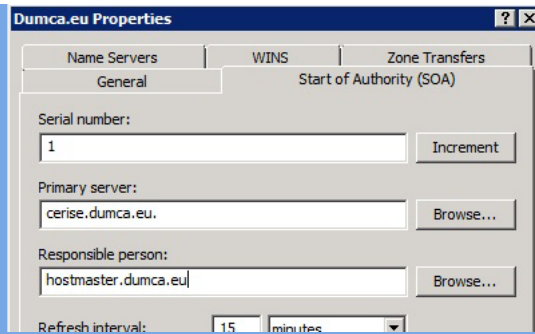 Dumca.eu Properties
Name Servers WINS Zone Transfers
General Start of Authority (SOA)
Serial number:
1 Increment
Primary server:
cerise.dumca.eu. Browse...
Responsible person:
hostmaster.dumca.eu Browse...
Refresh interval: 15 minutes